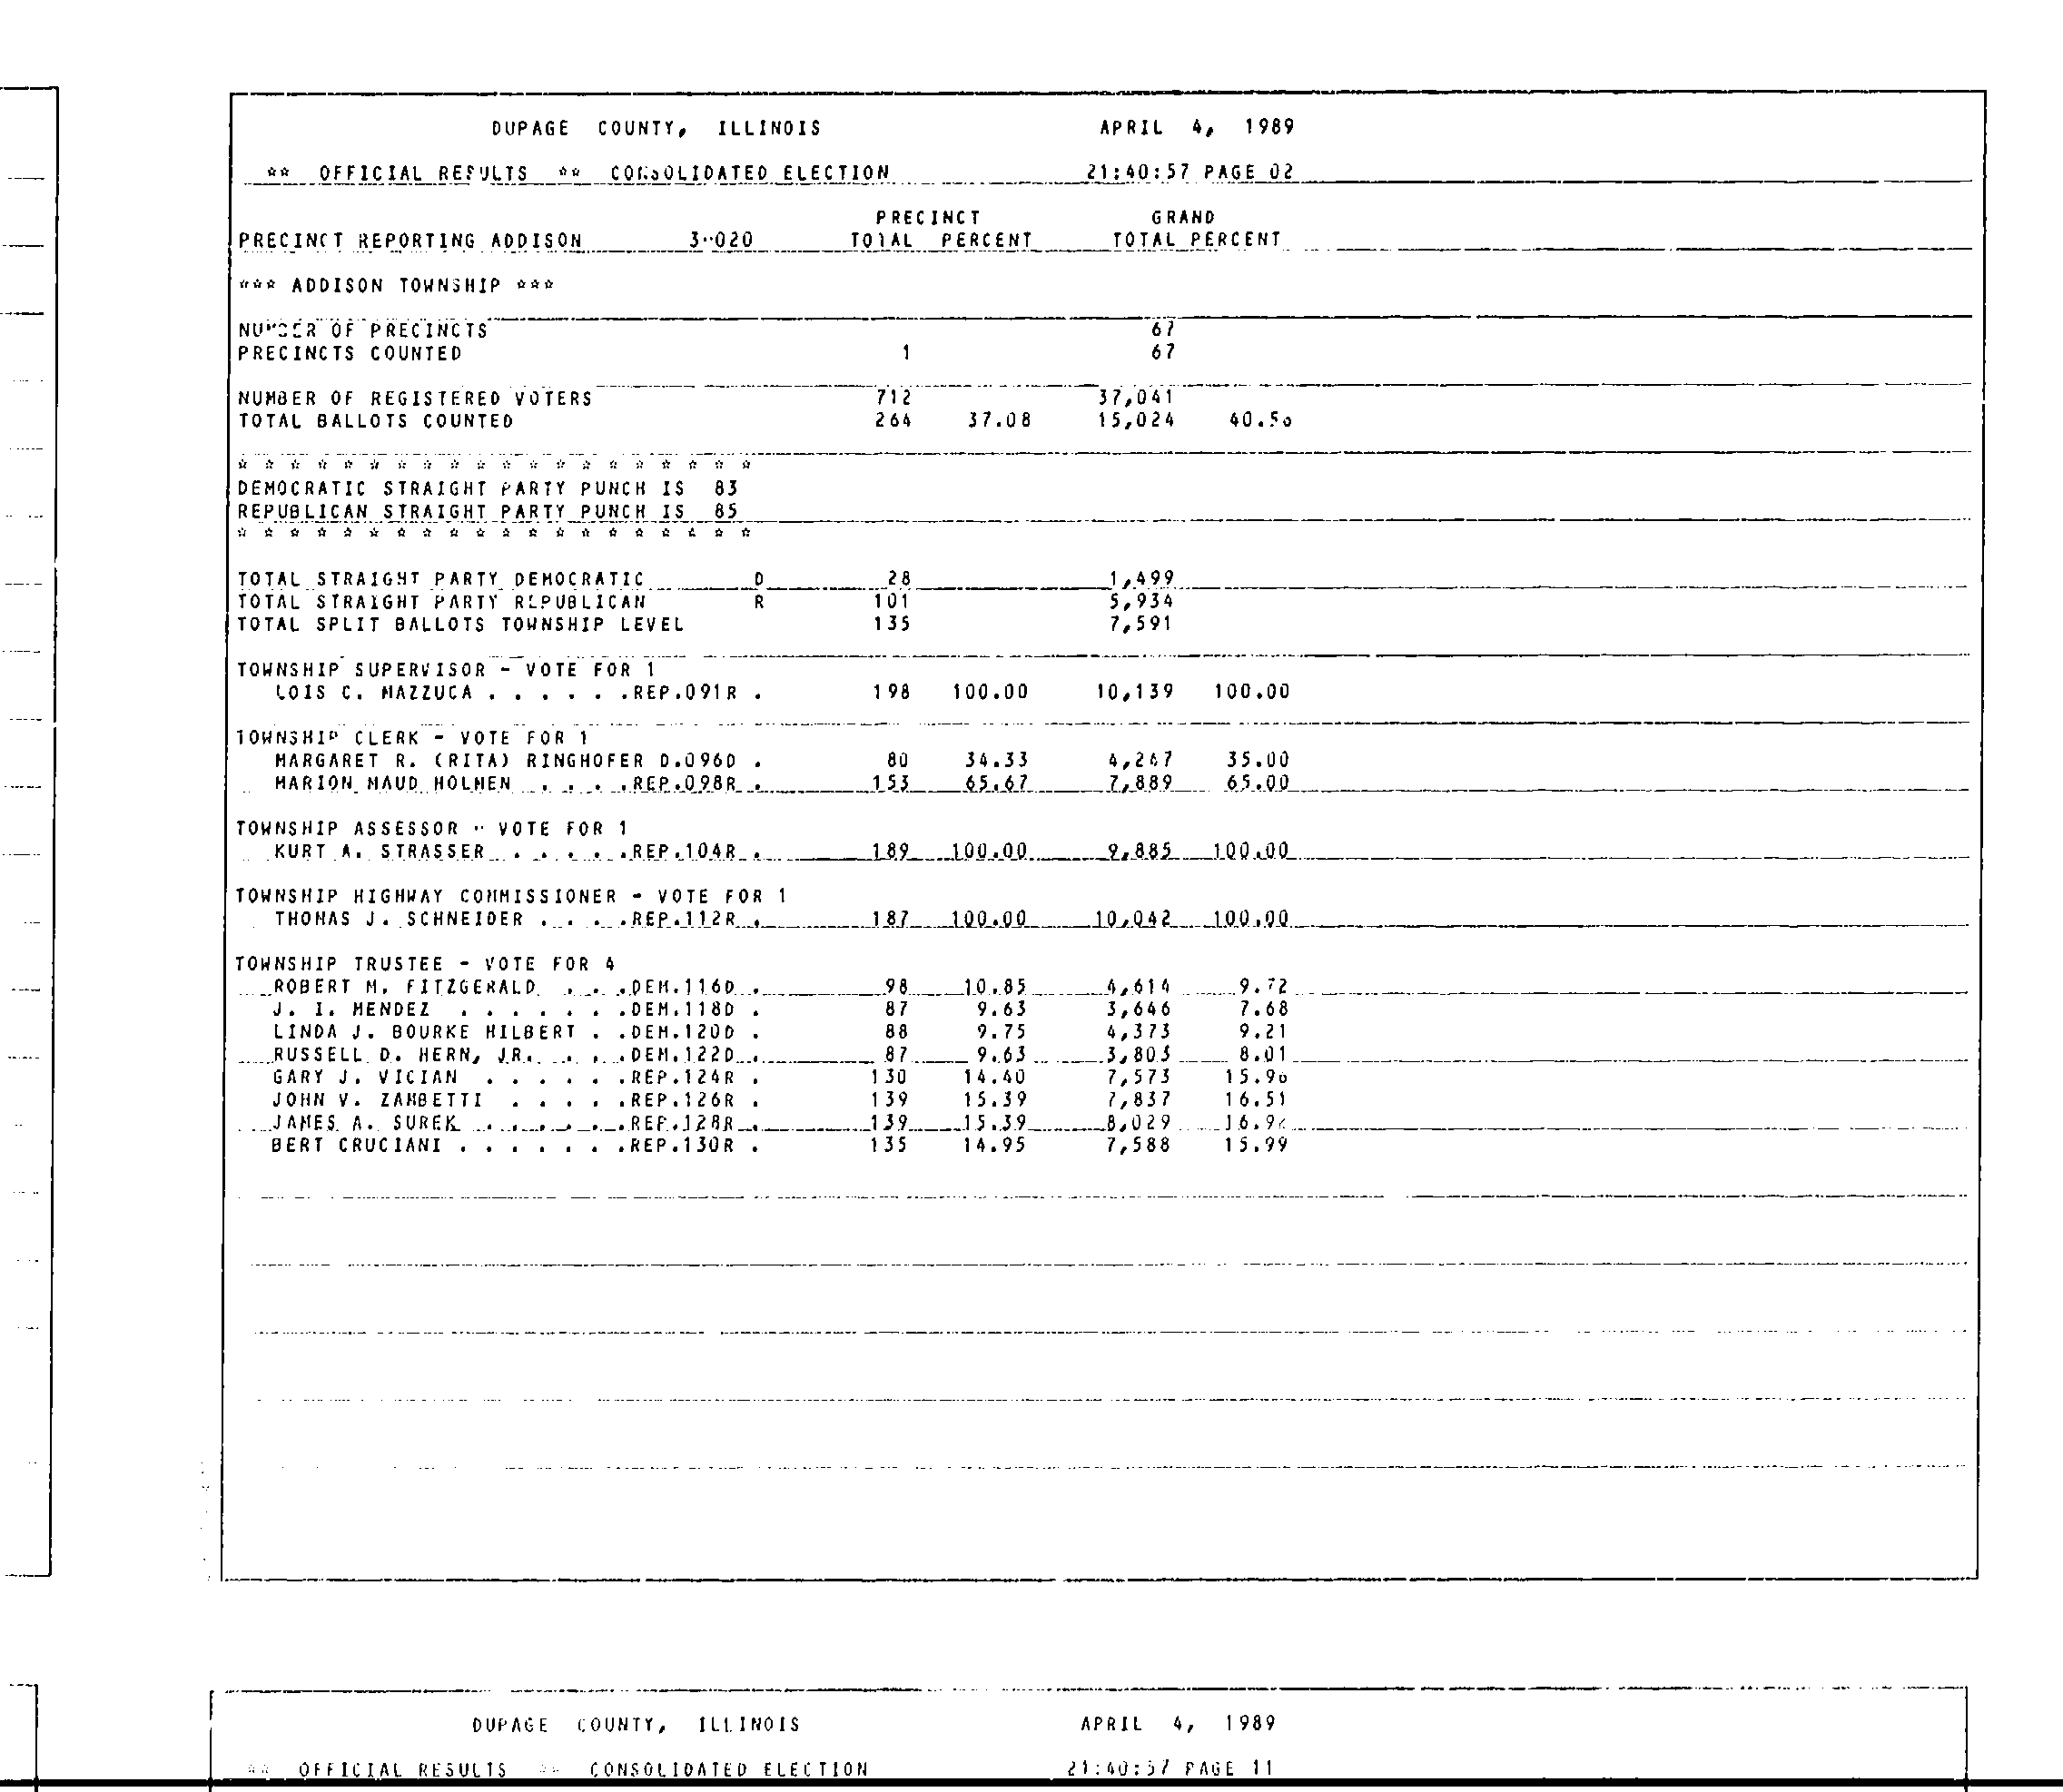 DUPAGE COUNTY, ILLINOIS APRIL 4, 1989
** OFFICIAL RESULTS ** CONSOLIDATED ELECTION 21:40:57 PAGE 02
PRECINCT GRAND
PRECINCT REPORTING ADDISON 3-020 TOTAL PERCENT TOTAL PERCENT
*** ADDISON TOWNSHIP ***
NUMBER OF PRECINCTS 67
PRECINCTS COUNTED 1 67
NUMBER OF REGISTERED VOTERS 712 37,041
TOTAL BALLOTS COUNTED 264 37.08 15,024 40.56
* * * * * * * * * * * * * * * * * * * *
DEMOCRATIC STRAIGHT PARTY PUNCH IS 83
REPUBLICAN STRAIGHT PARTY PUNCH IS 85
* * * * * * * * * * * * * * * * * * * *
TOTAL STRAIGHT PARTY DEMOCRATIC D 28 1,499
TOTAL STRAIGHT PARTY REPUBLICAN R 101 5,934
TOTAL SPLIT BALLOTS TOWNSHIP LEVEL 135 7,591
TOWNSHIP SUPERVISOR - VOTE FOR 1
LOIS C. MAZZUCA . . . . . .REP.091R . 198 100.00 10,139 100.00
TOWNSHIP CLERK - VOTE FOR 1
MARGARET R. (RITA) RINGHOFER D.096D . 80 34.33 4,247 35.00
MARION MAUD HOLMEN . . . .REP.098R . 153 65.67 7,889 65.00
TOWNSHIP ASSESSOR - VOTE FOR 1
KURT A. STRASSER . . . . .REP.104R . 189 100.00 9,885 100.00
TOWNSHIP HIGHWAY COMMISSIONER - VOTE FOR 1
THOMAS J. SCHNEIDER . . . .REP.112R . 187 100.00 10,042 100.00
TOWNSHIP TRUSTEE - VOTE FOR 4
ROBERT M. FITZGERALD . . .DEM.116D . 98 10.85 4,614 9.72
J. I. MENDEZ . . . . . . .DEM.118D . 87 9.63 3,646 7.68
LINDA J. BOURKE HILBERT . .DEM.120D . 88 9.75 4,373 9.21
RUSSELL D. HERN, JR. . . .DEM.122D . 87 9.63 3,803 8.01
GARY J. VICIAN . . . . . .REP.124R . 130 14.40 7,573 15.96
JOHN V. ZAMBETTI . . . . .REP.126R . 139 15.39 7,837 16.51
JAMES A. SUREK . . . . . .REP.128R . 139 15.39 8,029 16.92
BERT CRUCIANI . . . . . . .REP.130R . 135 14.95 7,588 15.99
DUPAGE COUNTY, ILLINOIS APRIL 4, 1989
** OFFICIAL RESULTS ** CONSOLIDATED ELECTION 21:40:57 PAGE 11